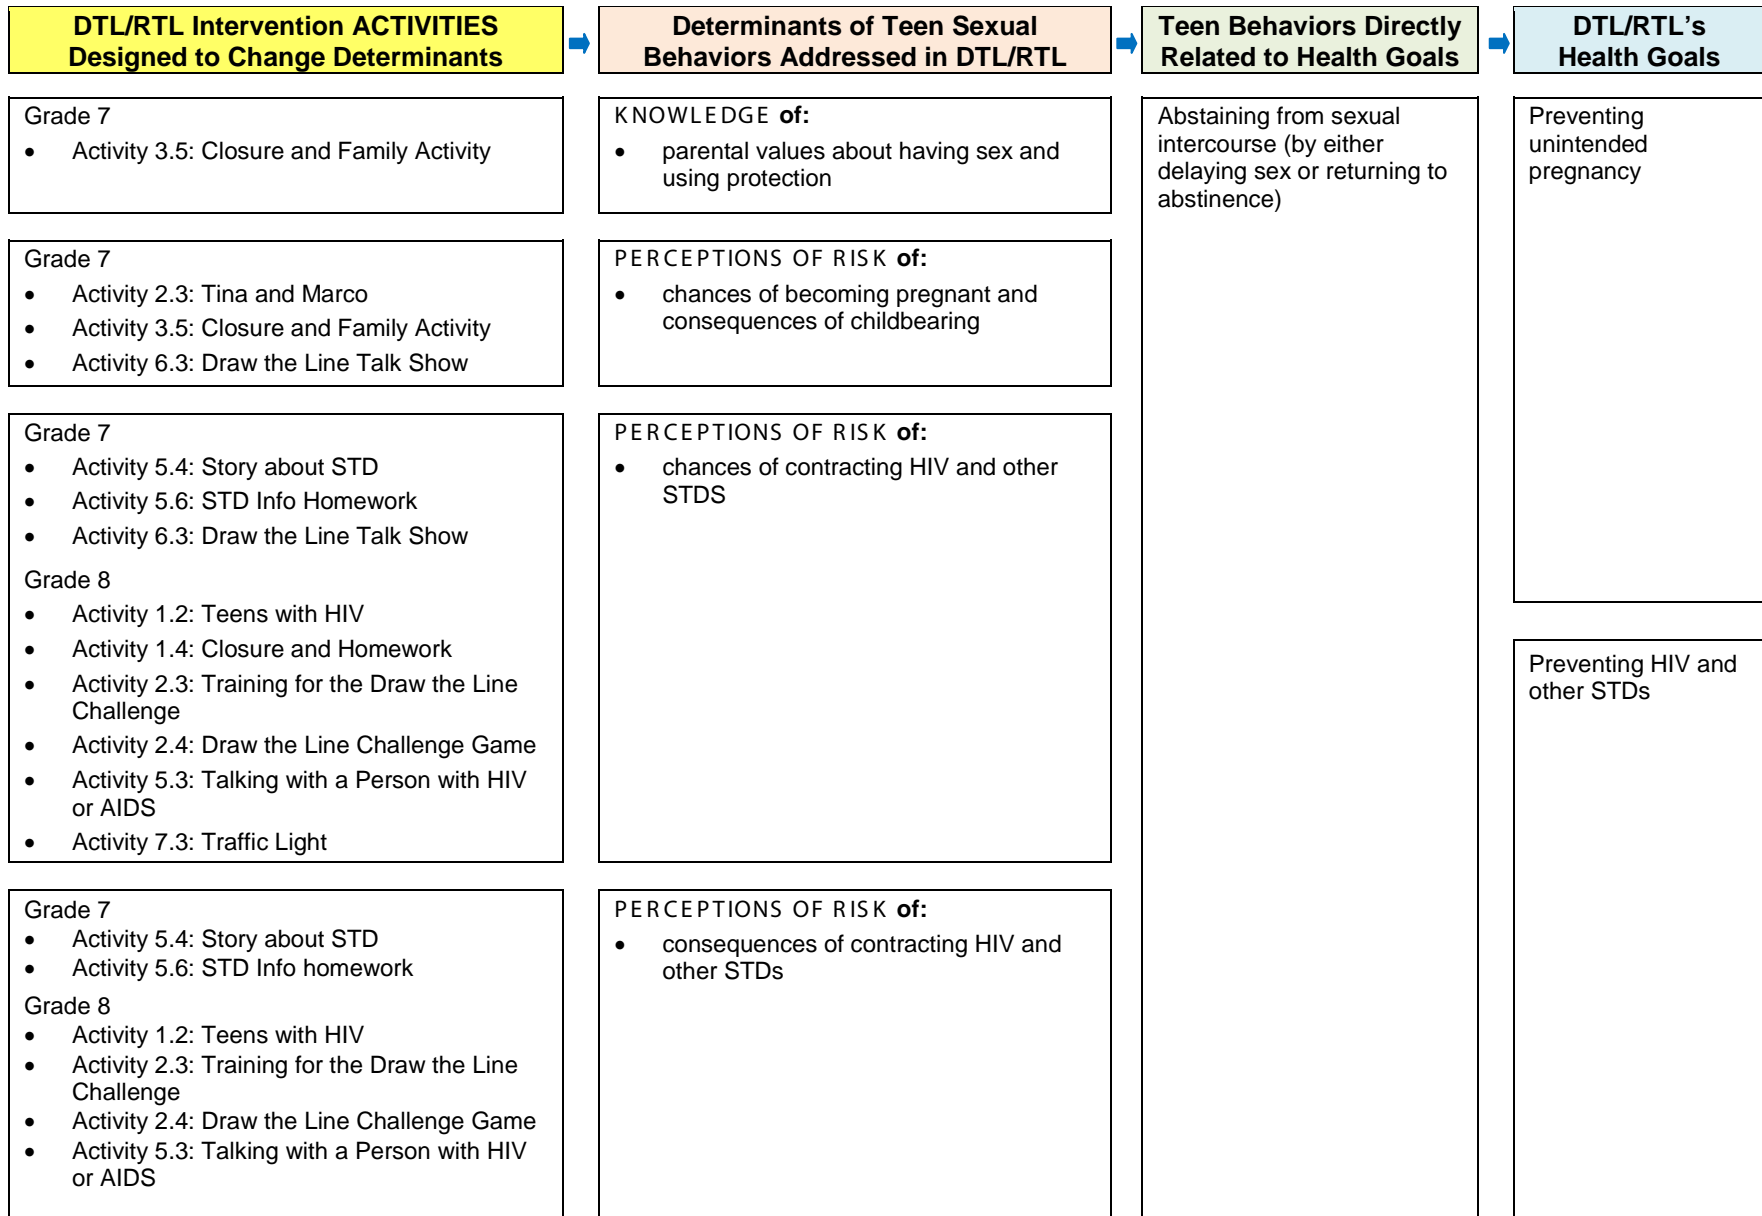 DTL/RTL Intervention ACTIVITIES
Designed to Change Determinants
Determinants of Teen Sexual
Behaviors Addressed in DTL/RTL
Teen Behaviors Directly
Related to Health Goals
DTL/RTL's
Health Goals
Grade 7
• Activity 3.5: Closure and Family Activity
KNOWLEDGE of:
• parental values about having sex and
using protection
Abstaining from sexual
intercourse (by either
delaying sex or returning to
abstinence)
Preventing
unintended
pregnancy
Grade 7
• Activity 2.3: Tina and Marco
• Activity 3.5: Closure and Family Activity
• Activity 6.3: Draw the Line Talk Show
PERCEPTIONS OF RISK of:
• chances of becoming pregnant and
consequences of childbearing
Grade 7
• Activity 5.4: Story about STD
• Activity 5.6: STD Info Homework
• Activity 6.3: Draw the Line Talk Show
Grade 8
• Activity 1.2: Teens with HIV
• Activity 1.4: Closure and Homework
• Activity 2.3: Training for the Draw the Line
Challenge
• Activity 2.4: Draw the Line Challenge Game
• Activity 5.3: Talking with a Person with HIV
or AIDS
• Activity 7.3: Traffic Light
PERCEPTIONS OF RISK of:
• chances of contracting HIV and other
STDS
Preventing HIV and
other STDs
Grade 7
• Activity 5.4: Story about STD
• Activity 5.6: STD Info homework
Grade 8
• Activity 1.2: Teens with HIV
• Activity 2.3: Training for the Draw the Line
Challenge
• Activity 2.4: Draw the Line Challenge Game
• Activity 5.3: Talking with a Person with HIV
or AIDS
PERCEPTIONS OF RISK of:
• consequences of contracting HIV and
other STDs